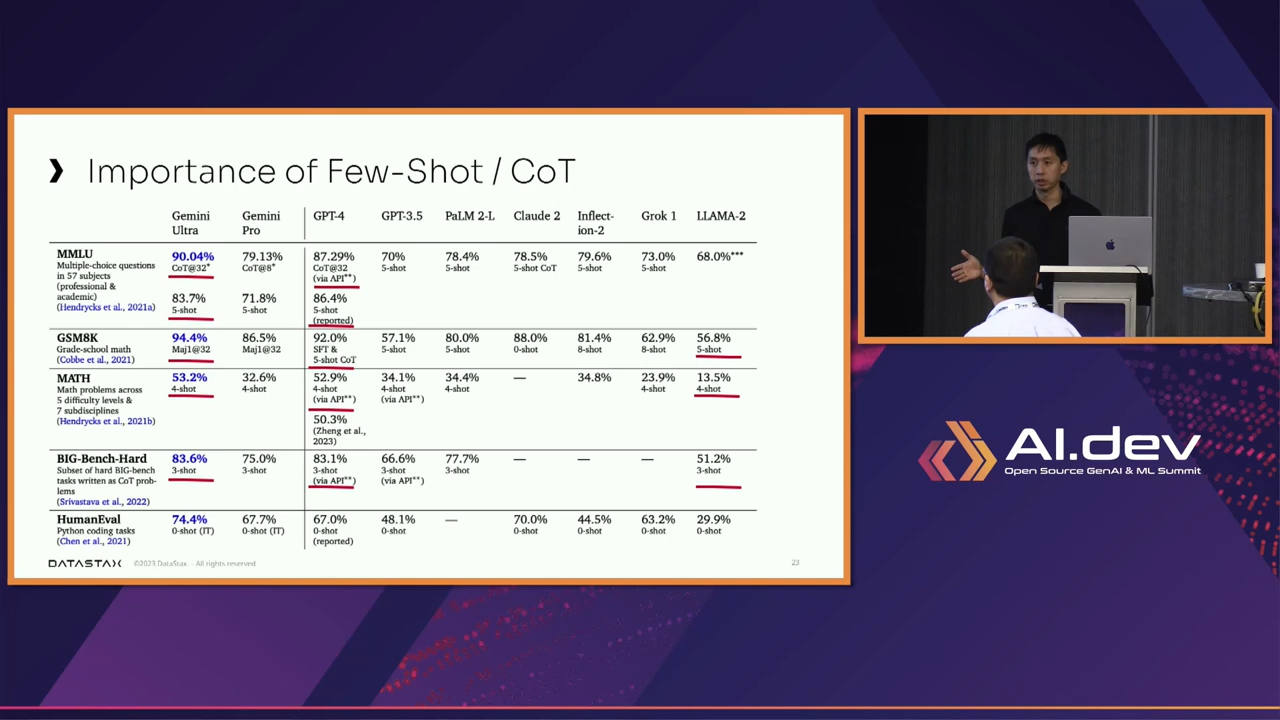 ❯ Importance of Few-Shot / CoT
Gemini Ultra
Gemini Pro
GPT-4
GPT-3.5
PaLM 2-L
Claude 2
Inflect-
ion-2
Grok 1
LLAMA-2
MMLU
Multiple-choice questions
in 57 subjects
(professional &
academic)
(Hendrycks et al., 2021a)
90.04%
CoT@32*
83.7%
5-shot
79.13%
CoT@8*
71.8%
5-shot
87.29%
CoT@32
(via API**)
86.4%
5-shot
(reported)
70%
5-shot
78.4%
5-shot
78.5%
5-shot CoT
79.6%
5-shot
73.0%
5-shot
68.0%***
GSM8K
Grade-school math
(Cobbe et al., 2021)
94.4%
Maj1@32
86.5%
Maj1@32
92.0%
SFT &
5-shot CoT
57.1%
5-shot
80.0%
5-shot
88.0%
0-shot
81.4%
8-shot
62.9%
8-shot
56.8%
5-shot
MATH
Math problems across
5 difficulty levels &
7 subdisciplines
(Hendrycks et al., 2021b)
53.2%
4-shot
32.6%
4-shot
52.9%
4-shot
(via API**)
50.3%
(Zheng et al.,
2023)
34.1%
4-shot
(via API**)
34.4%
4-shot
—
34.8%
23.9%
4-shot
13.5%
4-shot
BIG-Bench-Hard
Subset of hard BIG-bench
tasks written as CoT prob-
lems
(Srivastava et al., 2022)
83.6%
3-shot
75.0%
3-shot
83.1%
3-shot
(via API**)
66.6%
3-shot
(via API**)
77.7%
3-shot
—
—
—
51.2%
3-shot
HumanEval
Python coding tasks
(Chen et al., 2021)
74.4%
0-shot (IT)
67.7%
0-shot (IT)
67.0%
0-shot
(reported)
48.1%
0-shot
—
70.0%
0-shot
44.5%
0-shot
63.2%
0-shot
29.9%
0-shot
DATASTAX
©2023 DataStax. - All rights reserved
23
AI.dev
Open Source GenAI & ML Summit